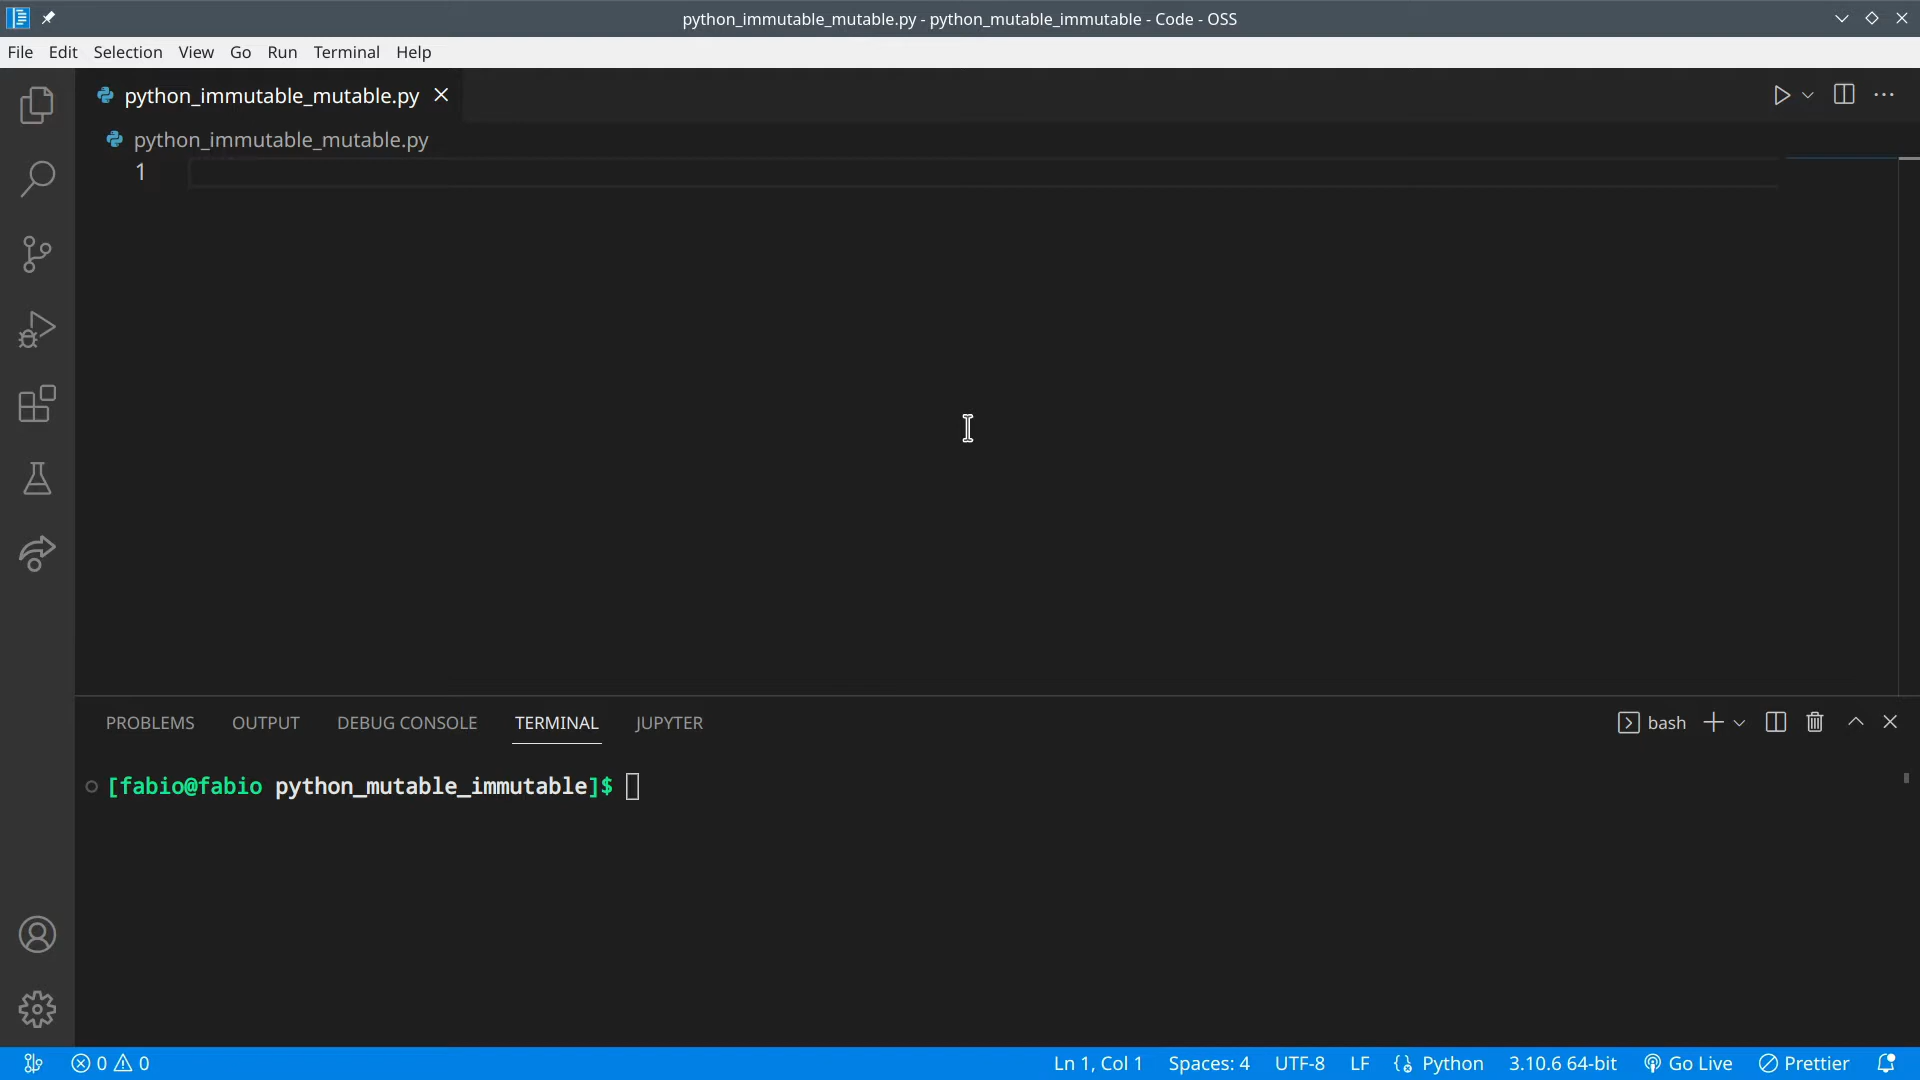 python_immutable_mutable.py - python_mutable_immutable - Code - OSS
File Edit Selection View Go Run Terminal Help
python_immutable_mutable.py
python_immutable_mutable.py
1
PROBLEMS OUTPUT DEBUG CONSOLE TERMINAL JUPYTER bash
[fabio@fabio python_mutable_immutable]$
0 0 Ln 1, Col 1 Spaces: 4 UTF-8 LF Python 3.10.6 64-bit Go Live Prettier